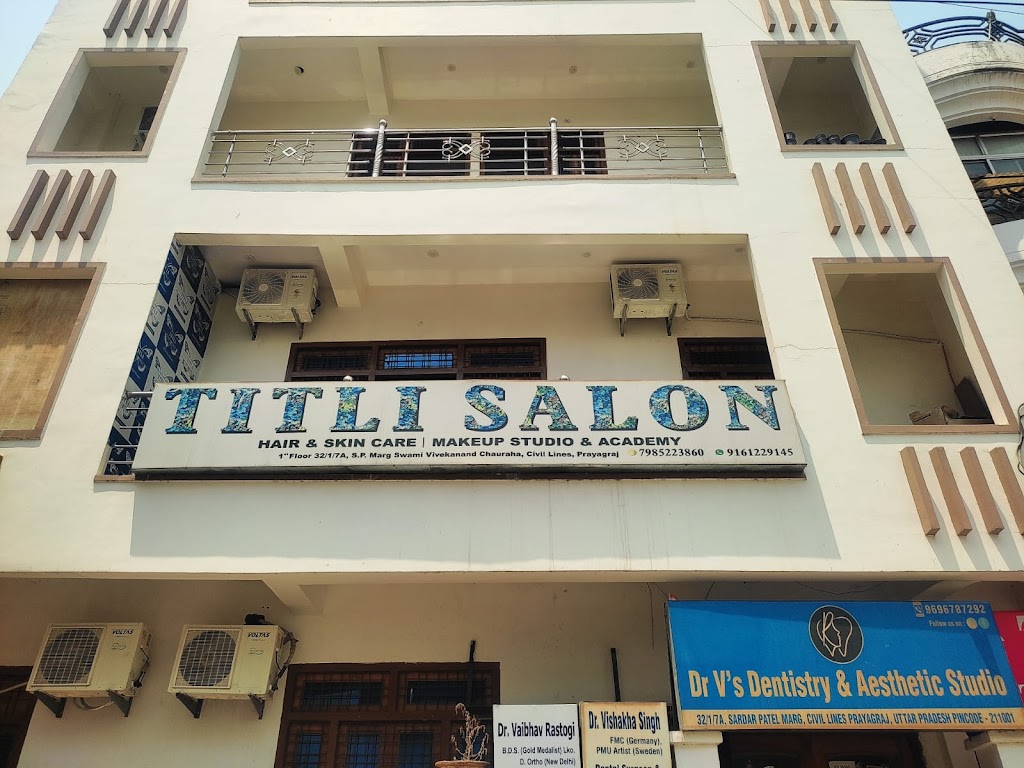 TITLI SALON
HAIR & SKIN CARE | MAKEUP STUDIO & ACADEMY
1st Floor 32/1/7A, S.P. Marg Swami Vivekanand Chauraha, Civil Lines, Prayagraj 7985223860 9161229145
VOLTAS
VOLTAS
VOLTAS
VOLTAS
9696787292
Follow us on :
Dr V's Dentistry & Aesthetic Studio
32/1/7A, SARDAR PATEL MARG, CIVIL LINES PRAYAGRAJ, UTTAR PRADESH PINCODE - 211001
Dr. Vaibhav Rastogi
B.D.S. (Gold Medalist) Lko.
D. Ortho (New Delhi)
Dr. Vishakha Singh
FMC (Germany),
PMU Artist (Sweden)
Dental Surgeon &